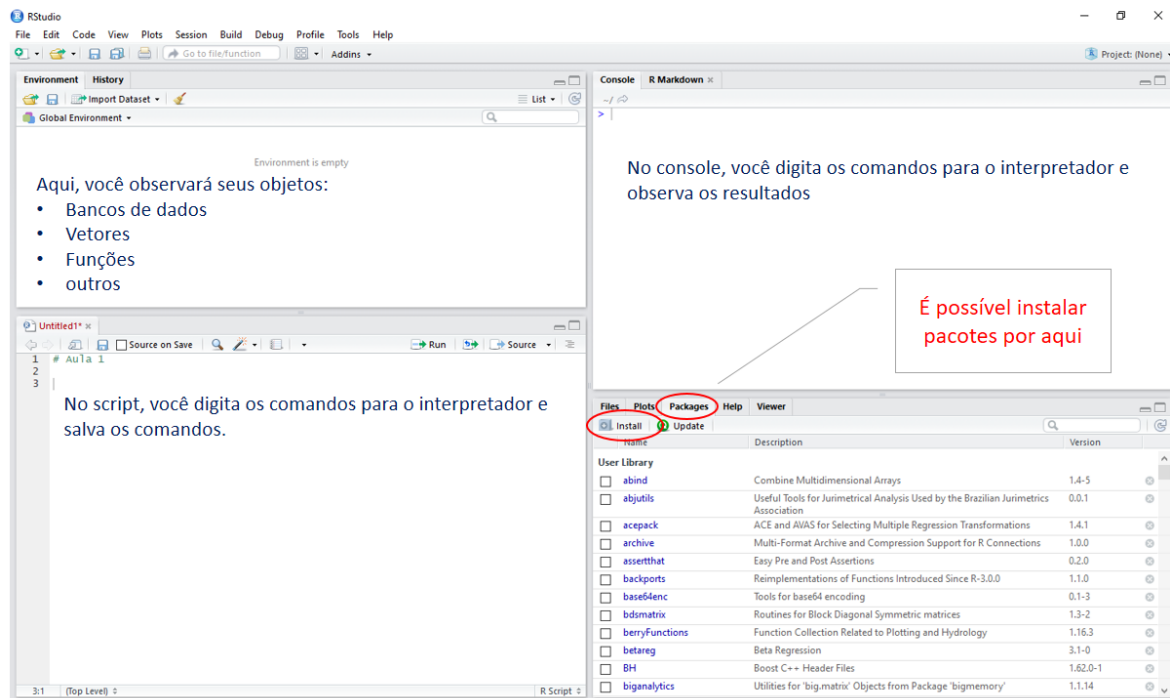 RStudio
File Edit Code View Plots Session Build Debug Profile Tools Help
Go to file/function Addins Project: (None)
Environment History
Import Dataset List
Global Environment
Environment is empty
Aqui, você observará seus objetos:
• Bancos de dados
• Vetores
• Funções
• outros
Console R Markdown
~/
>
No console, você digita os comandos para o interpretador e
observa os resultados
É possível instalar
pacotes por aqui
Untitled1*
Source on Save Run Source
1 # Aula 1
2
3
No script, você digita os comandos para o interpretador e
salva os comandos.
3:1 (Top Level) R Script
Files Plots Packages Help Viewer
Install Update
Name Description Version
User Library
abind Combine Multidimensional Arrays 1.4-5
abjutils Useful Tools for Jurimetrical Analysis Used by the Brazilian Jurimetrics 0.0.1
Association
acepack ACE and AVAS for Selecting Multiple Regression Transformations 1.4.1
archive Multi-Format Archive and Compression Support for R Connections 1.0.0
assertthat Easy Pre and Post Assertions 0.2.0
backports Reimplementations of Functions Introduced Since R-3.0.0 1.1.0
base64enc Tools for base64 encoding 0.1-3
bdsmatrix Routines for Block Diagonal Symmetric matrices 1.3-2
berryFunctions Function Collection Related to Plotting and Hydrology 1.16.3
betareg Beta Regression 3.1-0
BH Boost C++ Header Files 1.62.0-1
biganalytics Utilities for 'big.matrix' Objects from Package 'bigmemory' 1.1.14